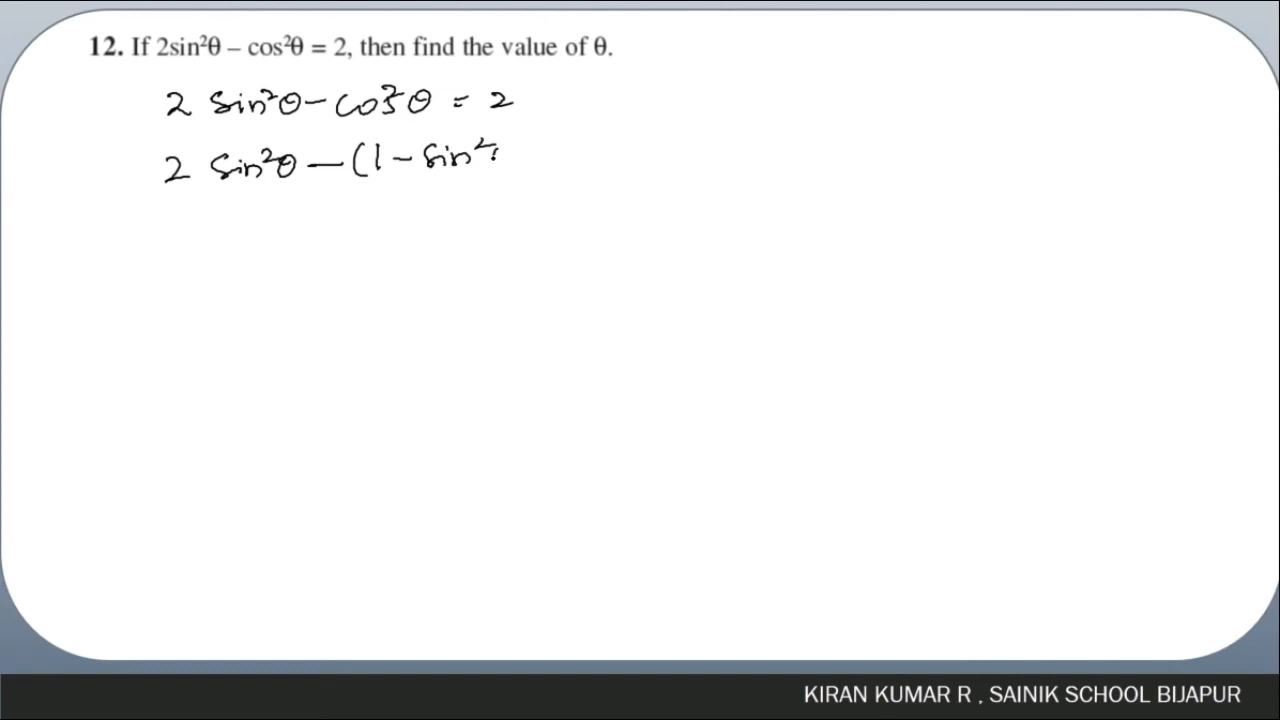 12. If 2sin²θ – cos²θ = 2, then find the value of θ.
2 sin²θ – cos²θ = 2
2 sin²θ – (1 – sin²
KIRAN KUMAR R , SAINIK SCHOOL BIJAPUR